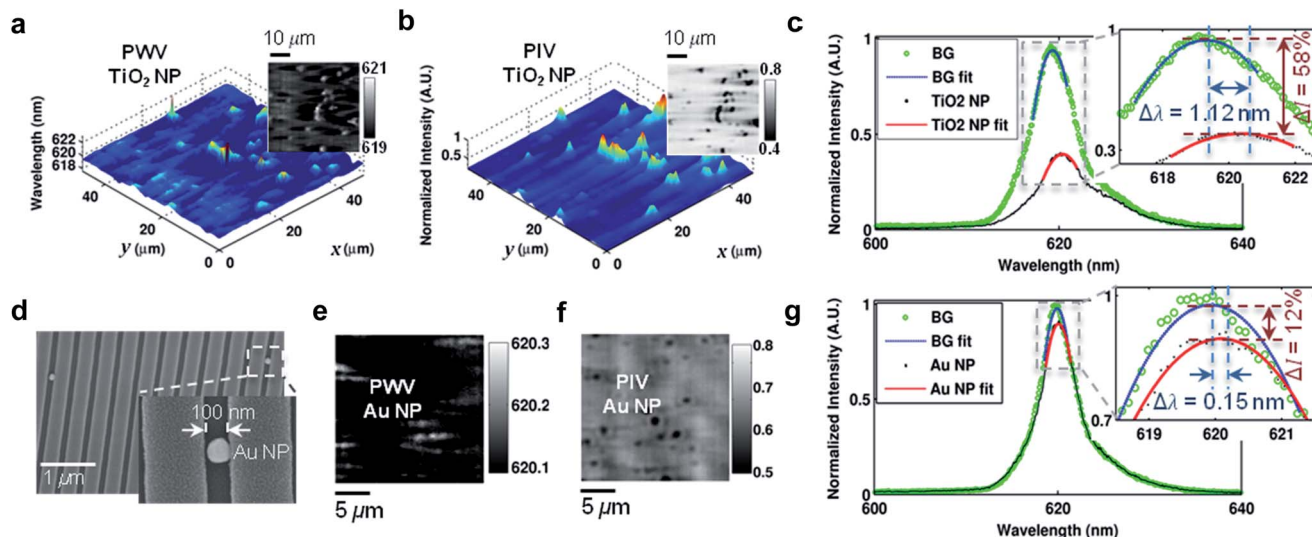 a
PWV
TiO2 NP
10 μm
621
619
Wavelength (nm)
622
620
618
40
20
0
0
20
40
y (μm)
x (μm)
b
PIV
TiO2 NP
10 μm
0.8
0.4
Normalized Intensity (A.U.)
1
0.5
40
20
0
0
20
40
y (μm)
x (μm)
c
Normalized Intensity (A.U.)
1
0.5
0
600
620
640
Wavelength (nm)
BG
BG fit
TiO2 NP
TiO2 NP fit
1
0.3
618
620
622
Δλ = 1.12 nm
ΔI = 58%
d
100 nm
Au NP
1 μm
e
PWV
Au NP
620.3
620.2
620.1
5 μm
f
PIV
Au NP
0.8
0.7
0.6
0.5
5 μm
g
Normalized Intensity (A.U.)
1
0.5
0
600
620
640
Wavelength (nm)
BG
BG fit
Au NP
Au NP fit
1
0.7
619
620
621
Δλ = 0.15 nm
ΔI = 12%